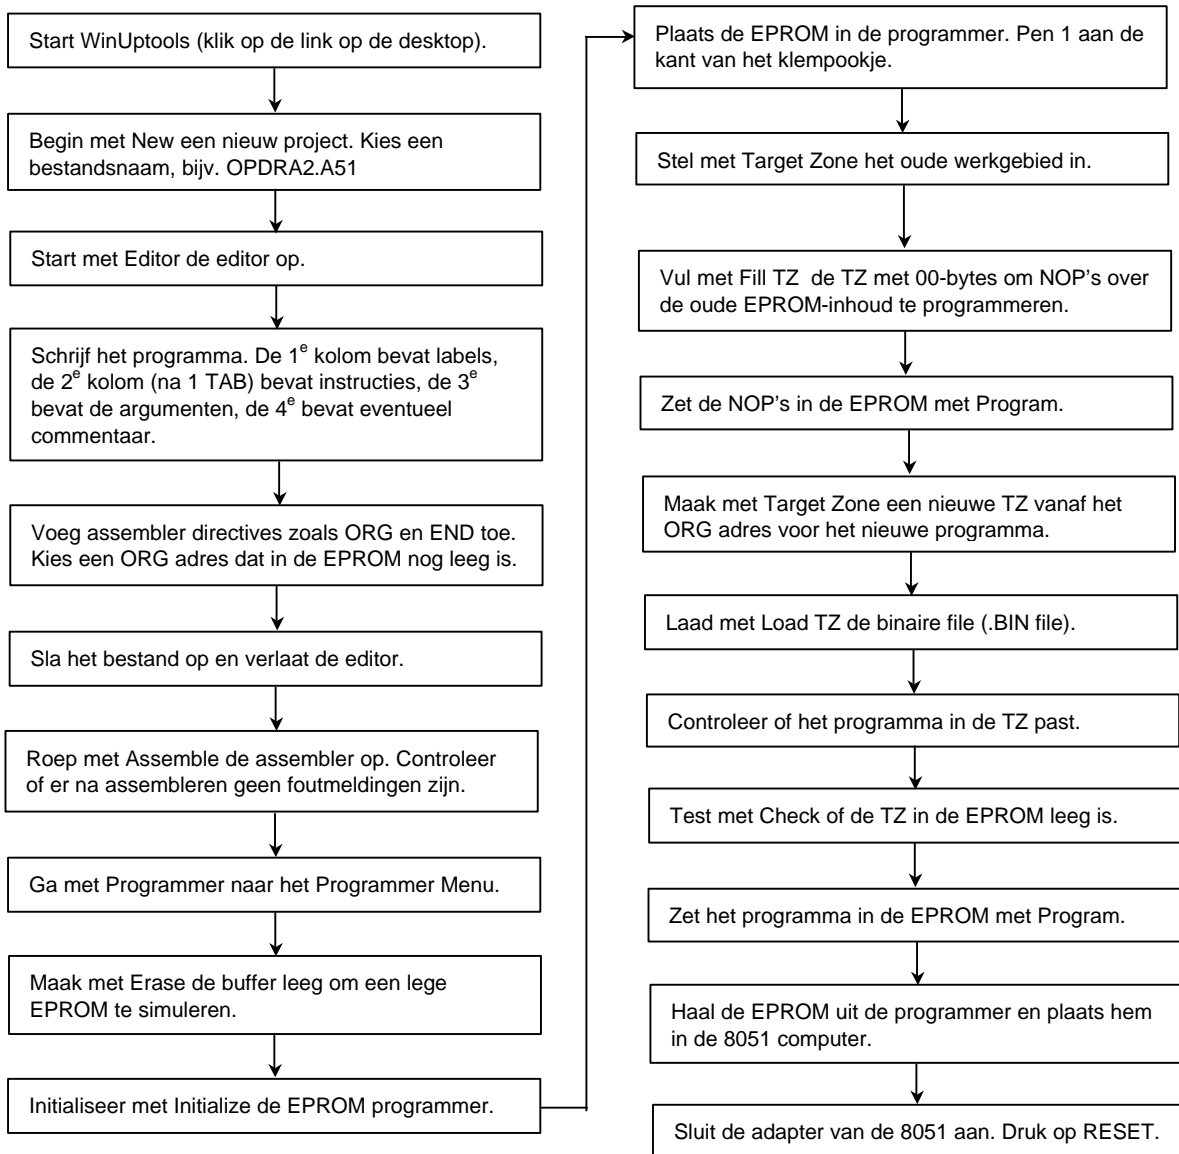 Start WinUptools (klik op de link op de desktop).
Begin met New een nieuw project. Kies een
bestandsnaam, bijv. OPDRA2.A51
Start met Editor de editor op.
Schrijf het programma. De 1e kolom bevat labels,
de 2e kolom (na 1 TAB) bevat instructies, de 3e
bevat de argumenten, de 4e bevat eventueel
commentaar.
Voeg assembler directives zoals ORG en END toe.
Kies een ORG adres dat in de EPROM nog leeg is.
Sla het bestand op en verlaat de editor.
Roep met Assemble de assembler op. Controleer
of er na assembleren geen foutmeldingen zijn.
Ga met Programmer naar het Programmer Menu.
Maak met Erase de buffer leeg om een lege
EPROM te simuleren.
Initialiseer met Initialize de EPROM programmer.
Plaats de EPROM in de programmer. Pen 1 aan de
kant van het klempookje.
Stel met Target Zone het oude werkgebied in.
Vul met Fill TZ  de TZ met 00-bytes om NOP's over
de oude EPROM-inhoud te programmeren.
Zet de NOP's in de EPROM met Program.
Maak met Target Zone een nieuwe TZ vanaf het
ORG adres voor het nieuwe programma.
Laad met Load TZ de binaire file (.BIN file).
Controleer of het programma in de TZ past.
Test met Check of de TZ in de EPROM leeg is.
Zet het programma in de EPROM met Program.
Haal de EPROM uit de programmer en plaats hem
in de 8051 computer.
Sluit de adapter van de 8051 aan. Druk op RESET.